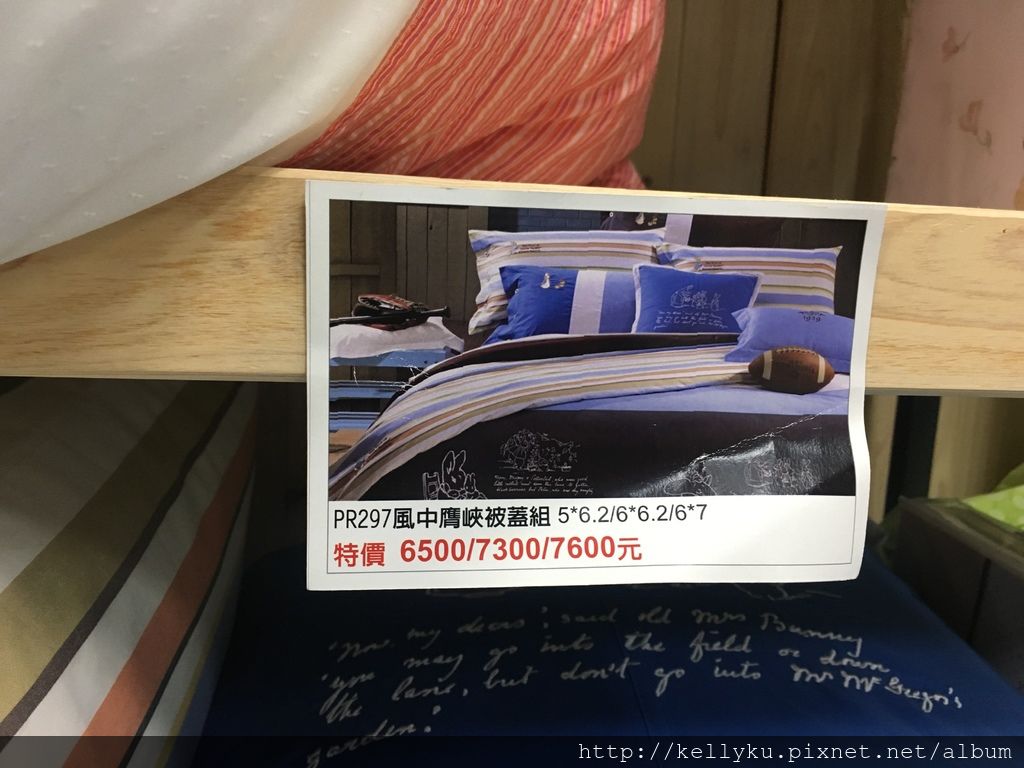 1919
PR297風中鷹峽被蓋組 5*6.2/6*6.2/6*7
特價 6500/7300/7600元
'Now my dears', said old Mrs Bunny
'you may go into the field or down
the lane, but don't go into Mr McGregor's
garden:'
http://kellyku.pixnet.net/album